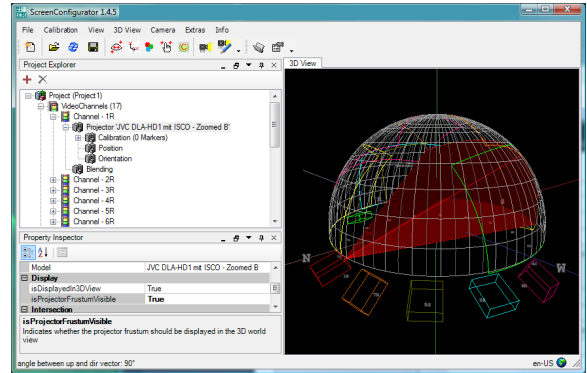 ScreenConfigurator 1.4.5
File Calibration View 3D View Camera Extras Info
Project Explorer
Project (Project1)
VideoChannels (17)
Channel - 1R
Projector 'JVC DLA-HD1 mit ISCO - Zoomed B'
Calibration (0 Markers)
Position
Orientation
Blending
Channel - 2R
Channel - 3R
Channel - 4R
Channel - 5R
Channel - 6R
Property Inspector
Model JVC DLA-HD1 mit ISCO - Zoomed B
Display
isDisplayedIn3DView True
isProjectorFrustumVisible True
Intersection
isProjectorFrustumVisible
Indicates whether the projector frustum should be displayed in the 3D world
view
angle between up and dir vector: 90°
3D View
N
W
en-US